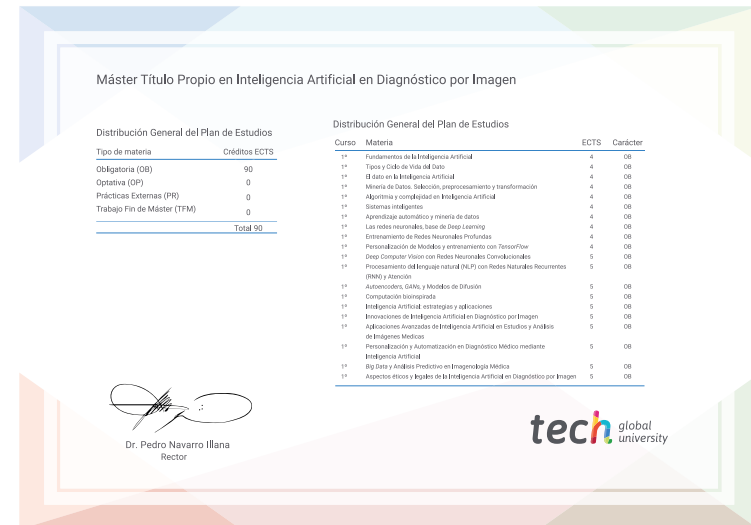 Máster Título Propio en Inteligencia Artificial en Diagnóstico por Imagen
Distribución General del Plan de Estudios
Tipo de materia Créditos ECTS
Obligatoria (OB) 90
Optativa (OP) 0
Prácticas Externas (PR) 0
Trabajo Fin de Máster (TFM) 0
Total 90
Distribución General del Plan de Estudios
Curso Materia ECTS Carácter
1º Fundamentos de la Inteligencia Artificial 4 OB
1º Tipos y Ciclo de Vida del Dato 4 OB
1º El dato en la Inteligencia Artificial 4 OB
1º Minería de Datos. Selección, preprocesamiento y transformación 4 OB
1º Algoritmia y complejidad en Inteligencia Artificial 4 OB
1º Sistemas inteligentes 4 OB
1º Aprendizaje automático y minería de datos 4 OB
1º Las redes neuronales, base de Deep Learning 4 OB
1º Entrenamiento de Redes Neuronales Profundas 4 OB
1º Personalización de Modelos y entrenamiento con TensorFlow 4 OB
1º Deep Computer Vision con Redes Neuronales Convolucionales 5 OB
1º Procesamiento del lenguaje natural (NLP) con Redes Naturales Recurrentes 5 OB
(RNN) y Atención
1º Autoencoders, GANs, y Modelos de Difusión 5 OB
1º Computación bioinspirada 5 OB
1º Inteligencia Artificial: estrategias y aplicaciones 5 OB
1º Innovaciones de Inteligencia Artificial en Diagnóstico por Imagen 5 OB
1º Aplicaciones Avanzadas de Inteligencia Artificial en Estudios y Análisis 5 OB
de Imágenes Medicas
1º Personalización y Automatización en Diagnóstico Médico mediante 5 OB
Inteligencia Artificial
1º Big Data y Análisis Predictivo en Imagenología Médica 5 OB
1º Aspectos éticos y legales de la Inteligencia Artificial en Diagnóstico por Imagen 5 OB
Dr. Pedro Navarro Illana
Rector
tech global
university